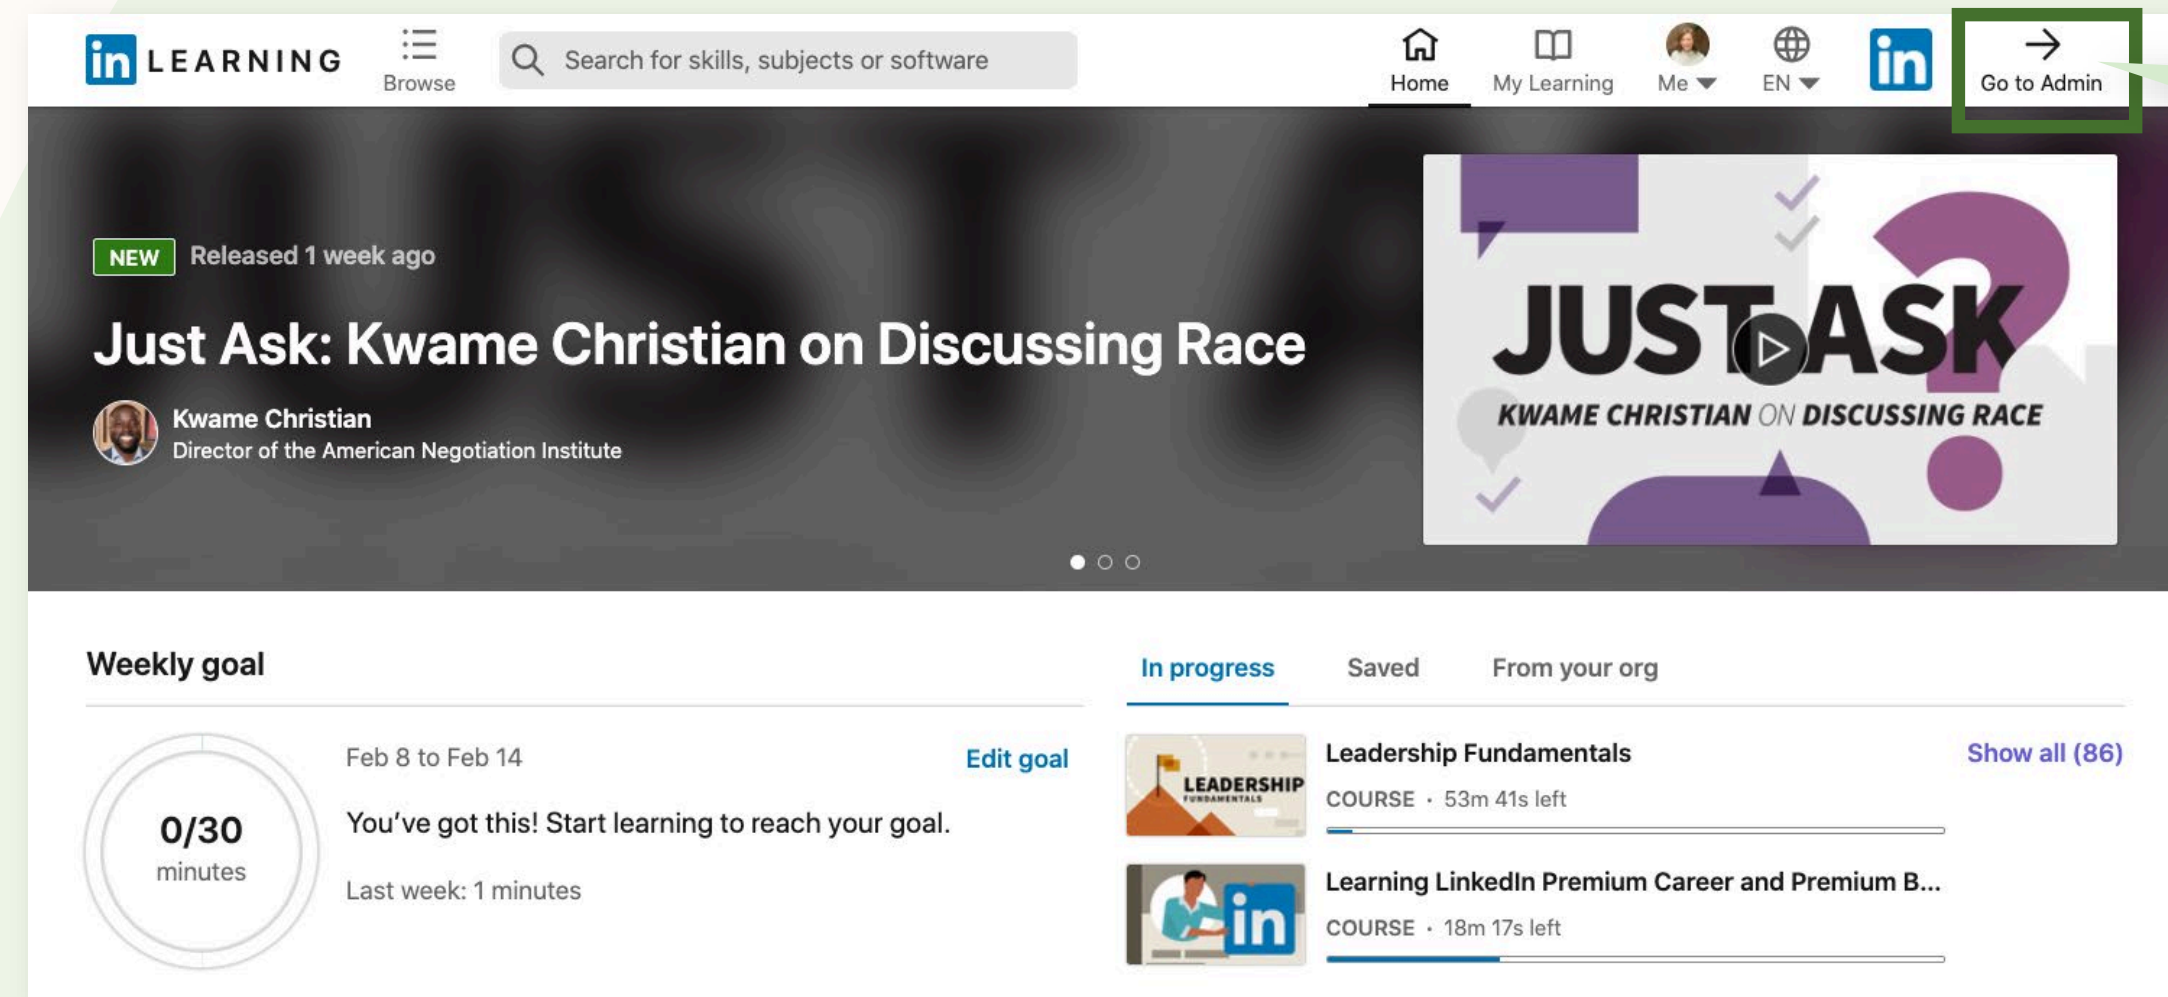 in LEARNING
Browse
Search for skills, subjects or software
Home
My Learning
Me
EN
in
Go to Admin
NEW Released 1 week ago
Just Ask: Kwame Christian on Discussing Race
Kwame Christian
Director of the American Negotiation Institute
JUST ASK
KWAME CHRISTIAN ON DISCUSSING RACE
Weekly goal
0/30
minutes
Feb 8 to Feb 14
Edit goal
You've got this! Start learning to reach your goal.
Last week: 1 minutes
In progress Saved From your org
LEADERSHIP
FUNDAMENTALS
Leadership Fundamentals
Show all (86)
COURSE · 53m 41s left
in
Learning LinkedIn Premium Career and Premium B...
COURSE · 18m 17s left